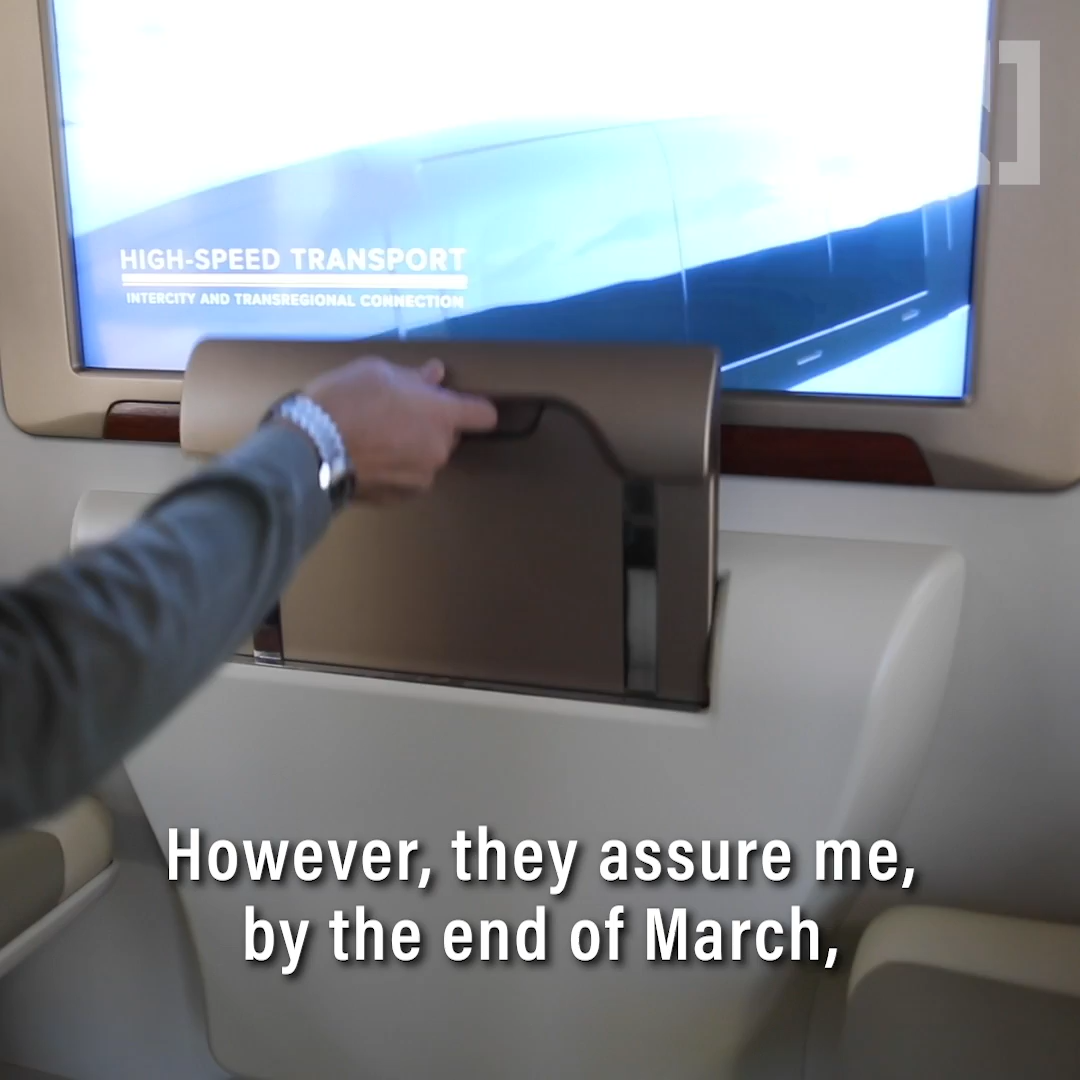 HIGH-SPEED TRANSPORT
INTERCITY AND TRANSREGIONAL CONNECTION
However, they assure me,
by the end of March,